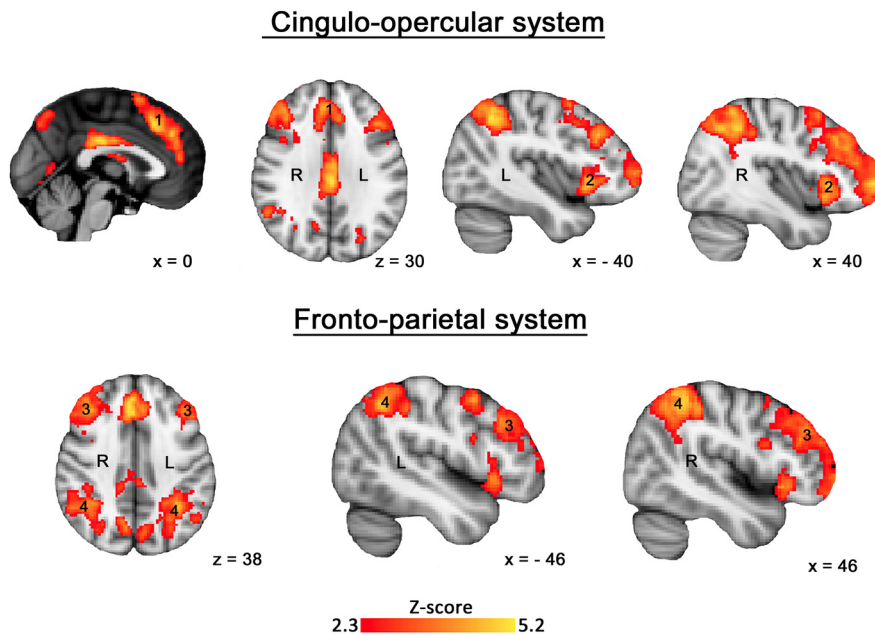 Cingulo-opercular system
1
1
R
L
L
2
R
2
x = 0
z = 30
x = - 40
x = 40
Fronto-parietal system
3
3
R
L
4
4
4
3
L
4
3
R
z = 38
x = - 46
x = 46
Z-score
2.3
5.2